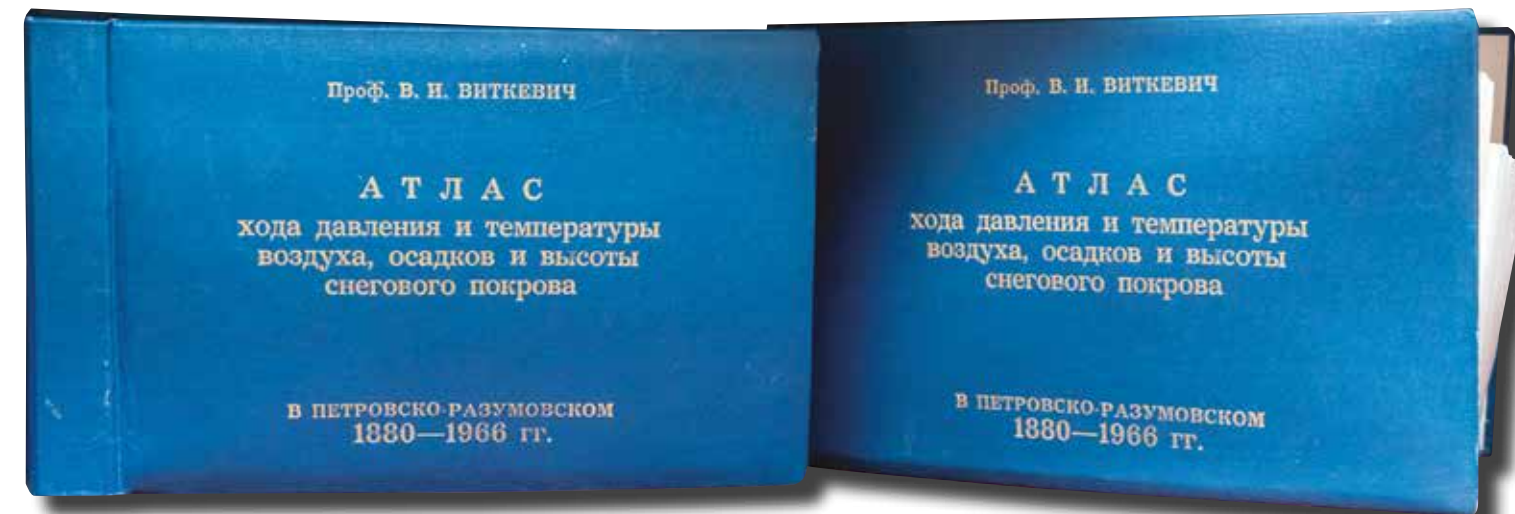 Проф. В. И. ВИТКЕВИЧ
АТЛАС
хода давления и температуры
воздуха, осадков и высоты
снегового покрова
В ПЕТРОВСКО-РАЗУМОВСКОМ
1880—1966 гг.
Проф. В. И. ВИТКЕВИЧ
АТЛАС
хода давления и температуры
воздуха, осадков и высоты
снегового покрова
В ПЕТРОВСКО-РАЗУМОВСКОМ
1880—1966 гг.